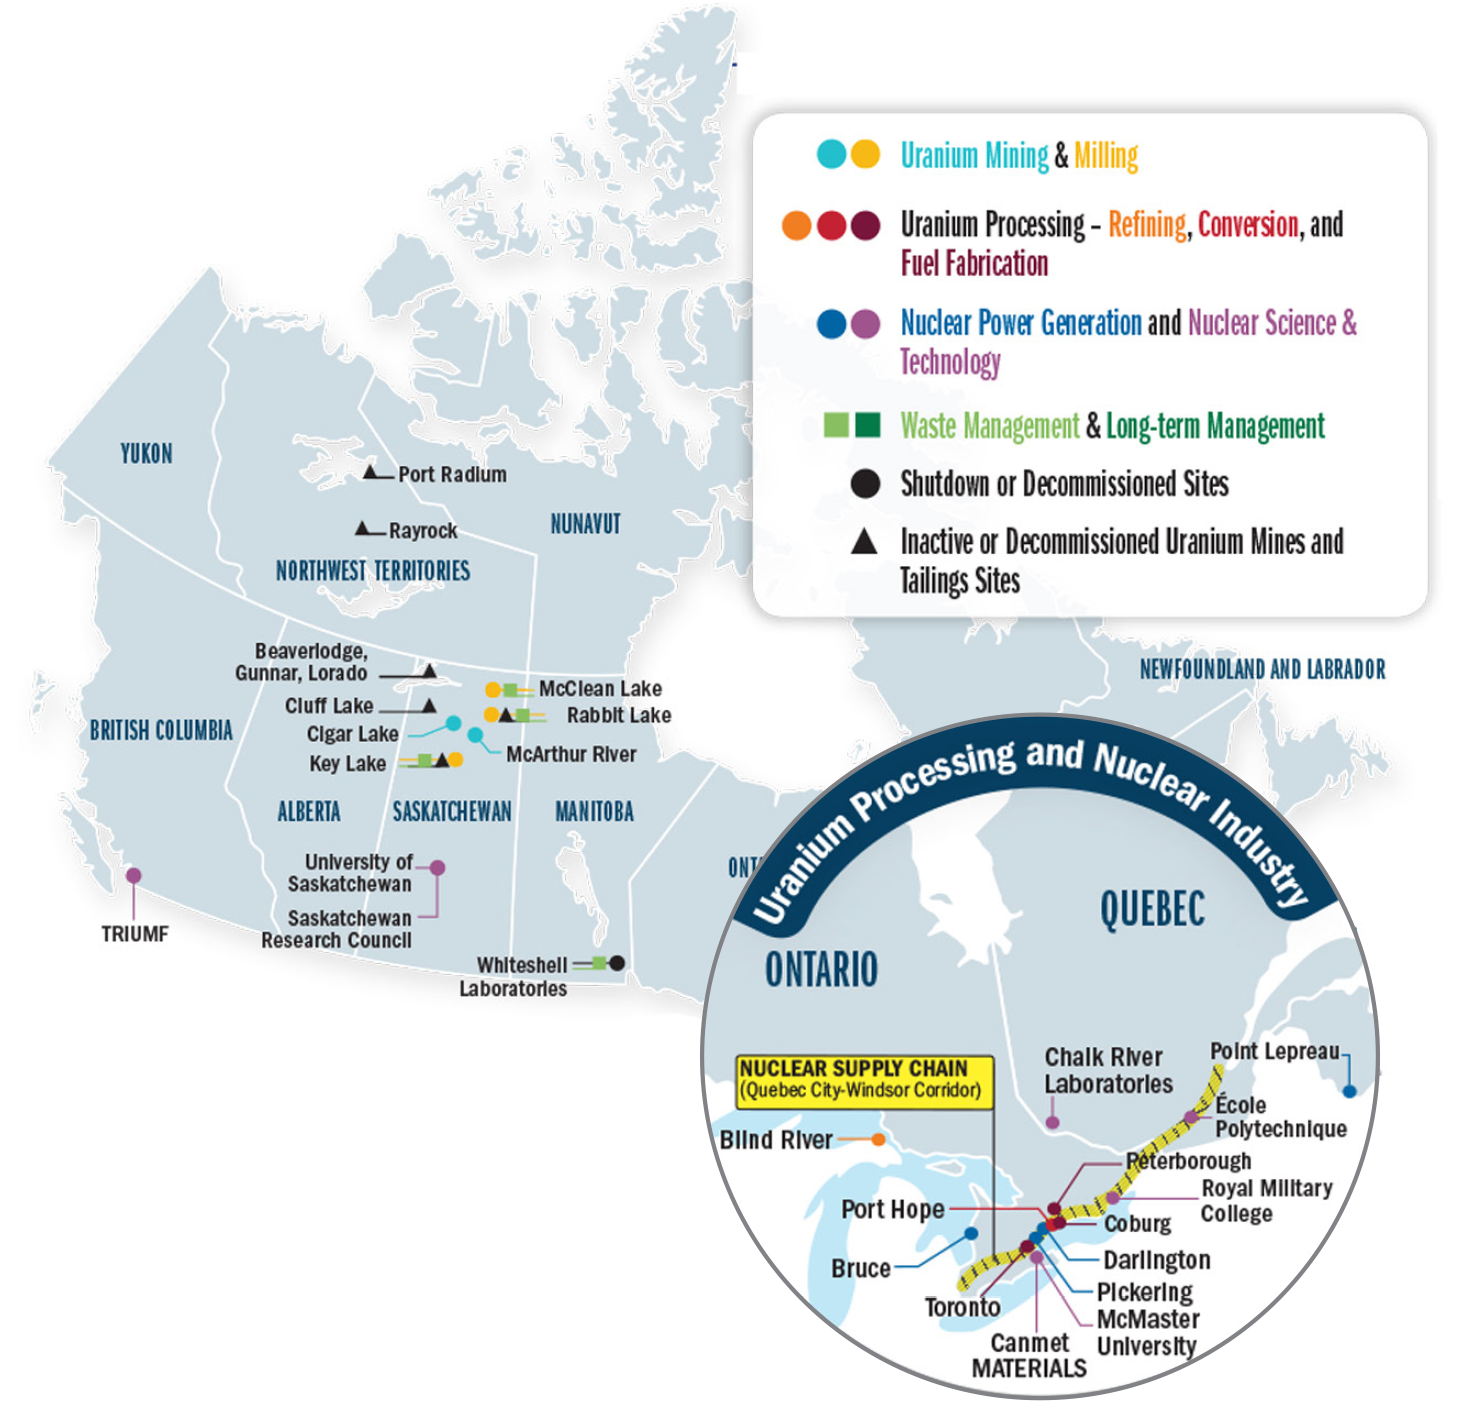 Uranium Mining & Milling
Uranium Processing – Refining, Conversion, and
Fuel Fabrication
Nuclear Power Generation and Nuclear Science &
Technology
Waste Management & Long-term Management
Shutdown or Decommissioned Sites
Inactive or Decommissioned Uranium Mines and
Tailings Sites
YUKON
Port Radium
Rayrock
NUNAVUT
NORTHWEST TERRITORIES
Beaverlodge,
Gunnar, Lorado
McClean Lake
Cluff Lake
Rabbit Lake
BRITISH COLUMBIA
Cigar Lake
McArthur River
Key Lake
ALBERTA
SASKATCHEWAN
MANITOBA
NEWFOUNDLAND AND LABRADOR
University of
Saskatchewan
ONT
TRIUMF
Saskatchewan
Research Council
Whiteshell
Laboratories
Uranium Processing and Nuclear Industry
QUEBEC
ONTARIO
NUCLEAR SUPPLY CHAIN
(Quebec City-Windsor Corridor)
Chalk River
Laboratories
Point Lepreau
École
Polytechnique
Blind River
Peterborough
Royal Military
College
Port Hope
Coburg
Bruce
Darlington
Pickering
Toronto
McMaster
University
Canmet
MATERIALS